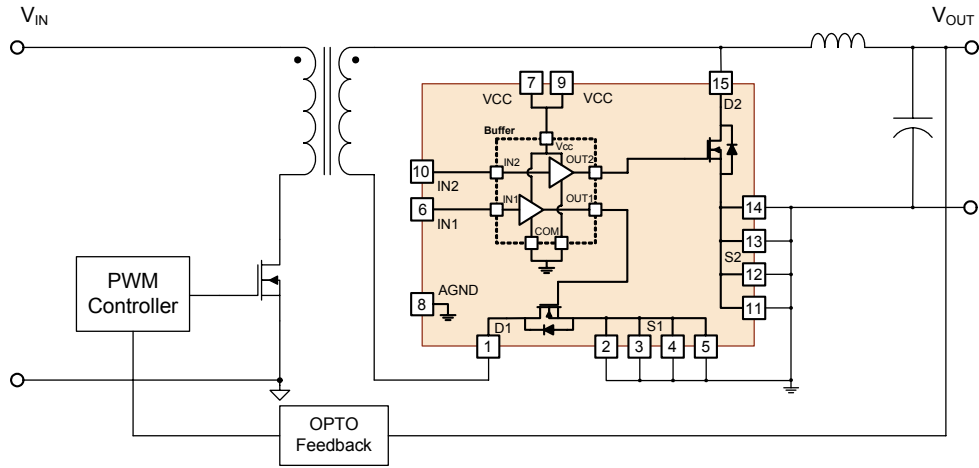 VIN
VOUT
7
9
15
VCC
VCC
D2
Buffer
Vcc
OUT2
10
IN2
IN2
6
IN1
IN1
OUT1
COM
14
13
S2
12
11
PWM
Controller
8
AGND
D1
S1
1
2
3
4
5
OPTO
Feedback